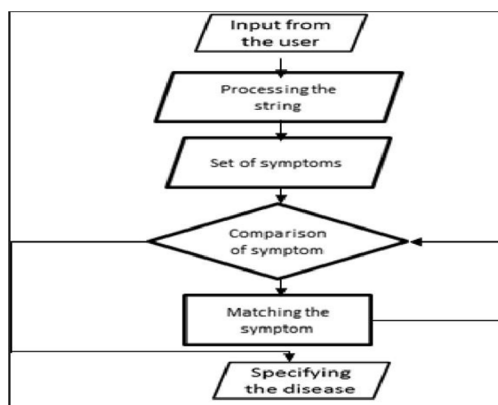 Input from
the user
Processing the
string
Set of symptoms
Comparison
of symptom
Matching the
symptom
Specifying
the disease